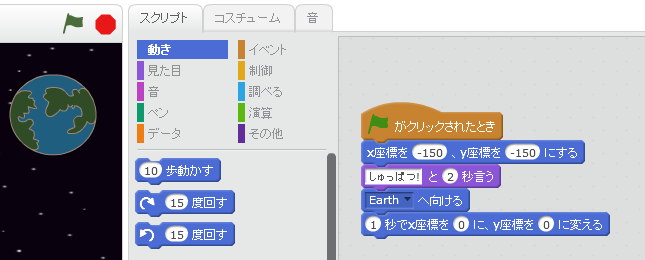 スクリプト コスチューム 音
動き イベント
見た目 制御
音 調べる
ペン 演算
データ その他
10 歩動かす
15 度回す
15 度回す
がクリックされたとき
x座標を -150 、y座標を -150 にする
しゅっぱつ! と 2 秒言う
Earth へ向ける
1 秒でx座標を 0 に、y座標を 0 に変える